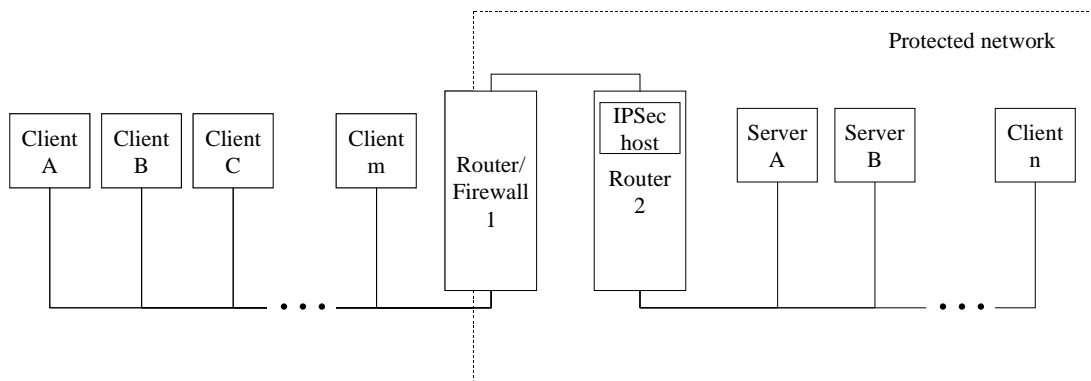 Protected network
Client
A
Client
B
Client
C
Client
m
Router/
Firewall
1
IPSec
host
Router
2
Server
A
Server
B
Client
n